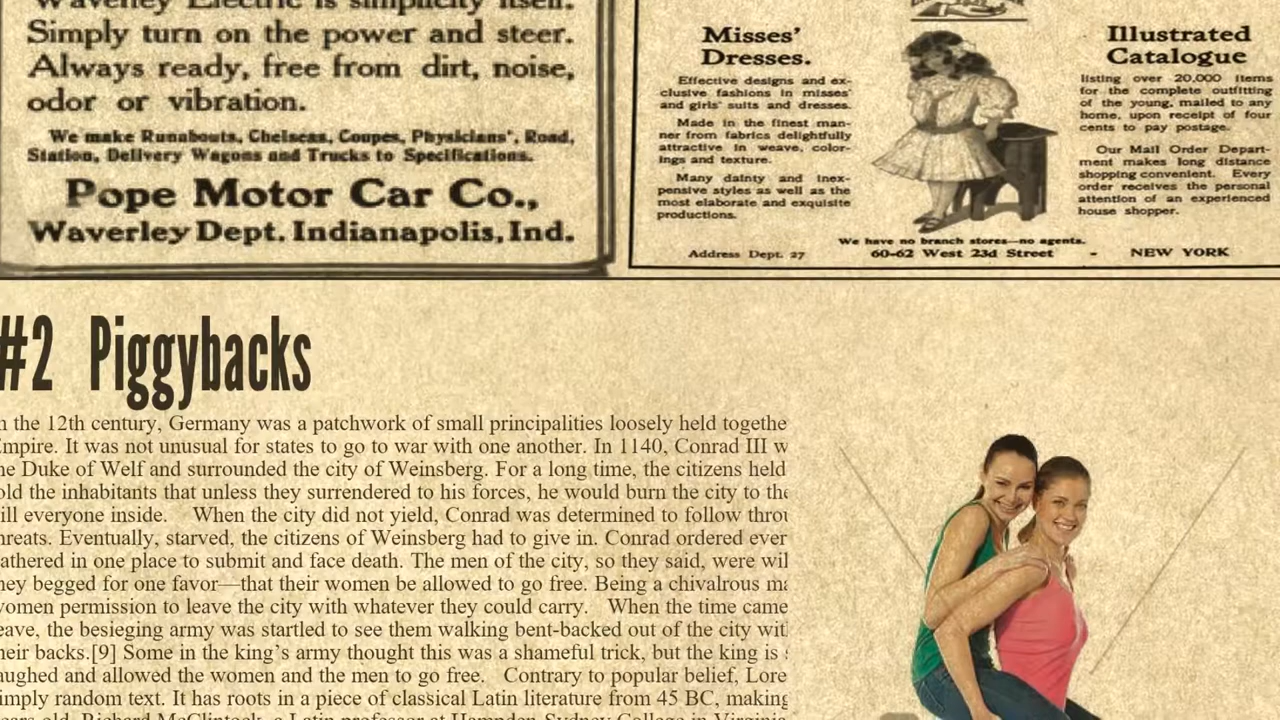 Waverley Electric is simplicity itself.
Simply turn on the power and steer.
Always ready, free from dirt, noise,
odor or vibration.
We make Runabouts, Chelseas, Coupes, Physicians', Road,
Station, Delivery Wagons and Trucks to Specifications.
Pope Motor Car Co.,
Waverley Dept. Indianapolis, Ind.
Misses'
Dresses.
Effective designs and ex-
clusive fashions in misses'
and girls' suits and dresses.
Made in the finest man-
ner from fabrics delightfully
attractive in weave, color-
ings and texture.
Many dainty and inex-
pensive styles as well as the
most elaborate and exquisite
productions.
Illustrated
Catalogue
listing over 20,000 items
for the complete outfitting
of the young, mailed to any
home, upon receipt of four
cents to pay postage.
Our Mail Order Depart-
ment makes long distance
shopping convenient. Every
order receives the personal
attention of an experienced
house shopper.
We have no branch stores—no agents.
Address Dept. 27 60-62 West 23d Street - NEW YORK
#2 Piggybacks
n the 12th century, Germany was a patchwork of small principalities loosely held togethe
Empire. It was not unusual for states to go to war with one another. In 1140, Conrad III w
he Duke of Welf and surrounded the city of Weinsberg. For a long time, the citizens held
old the inhabitants that unless they surrendered to his forces, he would burn the city to the
ill everyone inside. When the city did not yield, Conrad was determined to follow throu
hreats. Eventually, starved, the citizens of Weinsberg had to give in. Conrad ordered ever
athered in one place to submit and face death. The men of the city, so they said, were wil
hey begged for one favor—that their women be allowed to go free. Being a chivalrous ma
women permission to leave the city with whatever they could carry. When the time came
eave, the besieging army was startled to see them walking bent-backed out of the city wit
heir backs.[9] Some in the king's army thought this was a shameful trick, but the king is
aughed and allowed the women and the men to go free. Contrary to popular belief, Lore
imply random text. It has roots in a piece of classical Latin literature from 45 BC, making
ears old. Richard McClintock, a Latin professor at Hampden-Sydney College in Virginia